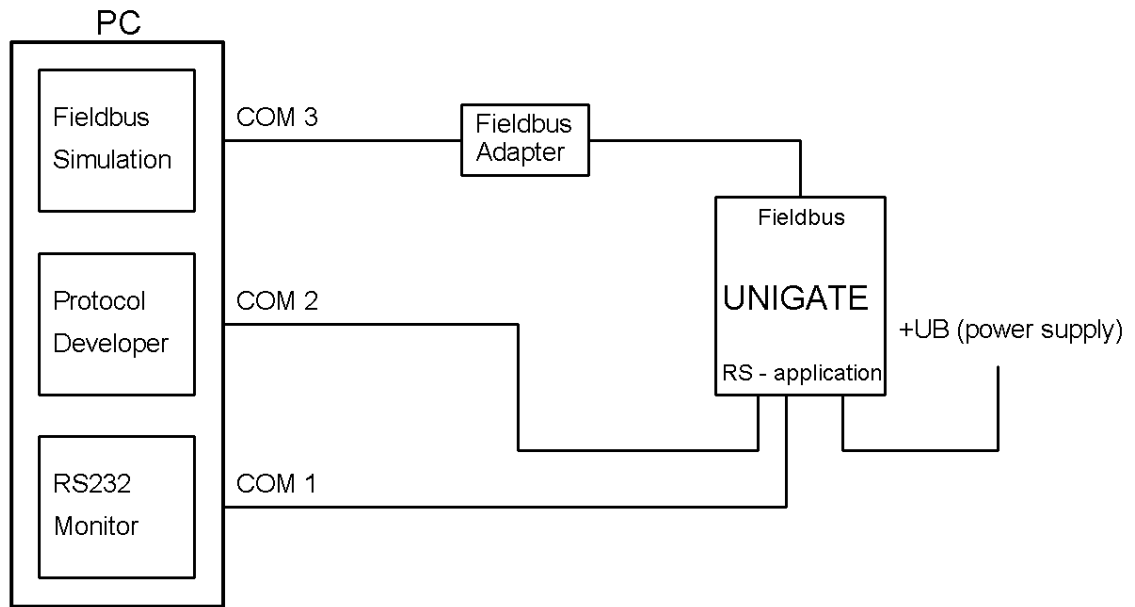 PC
Fieldbus
Simulation
COM 3
Fieldbus
Adapter
Fieldbus
UNIGATE
RS - application
+UB (power supply)
Protocol
Developer
COM 2
RS232
Monitor
COM 1